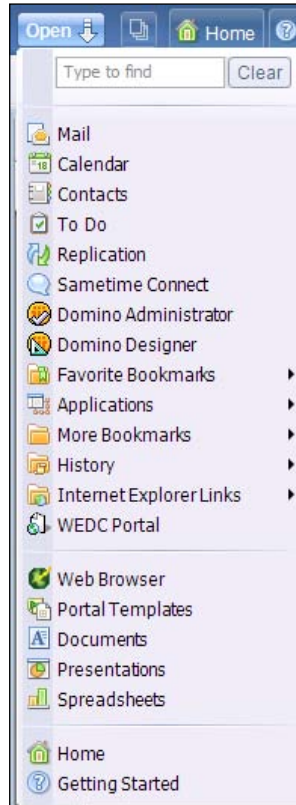 Open Home
Type to find Clear
Mail
18 Calendar
Contacts
To Do
Replication
Sametime Connect
Domino Administrator
Domino Designer
Favorite Bookmarks
Applications
More Bookmarks
History
Internet Explorer Links
WEDC Portal
Web Browser
Portal Templates
Documents
Presentations
Spreadsheets
Home
Getting Started